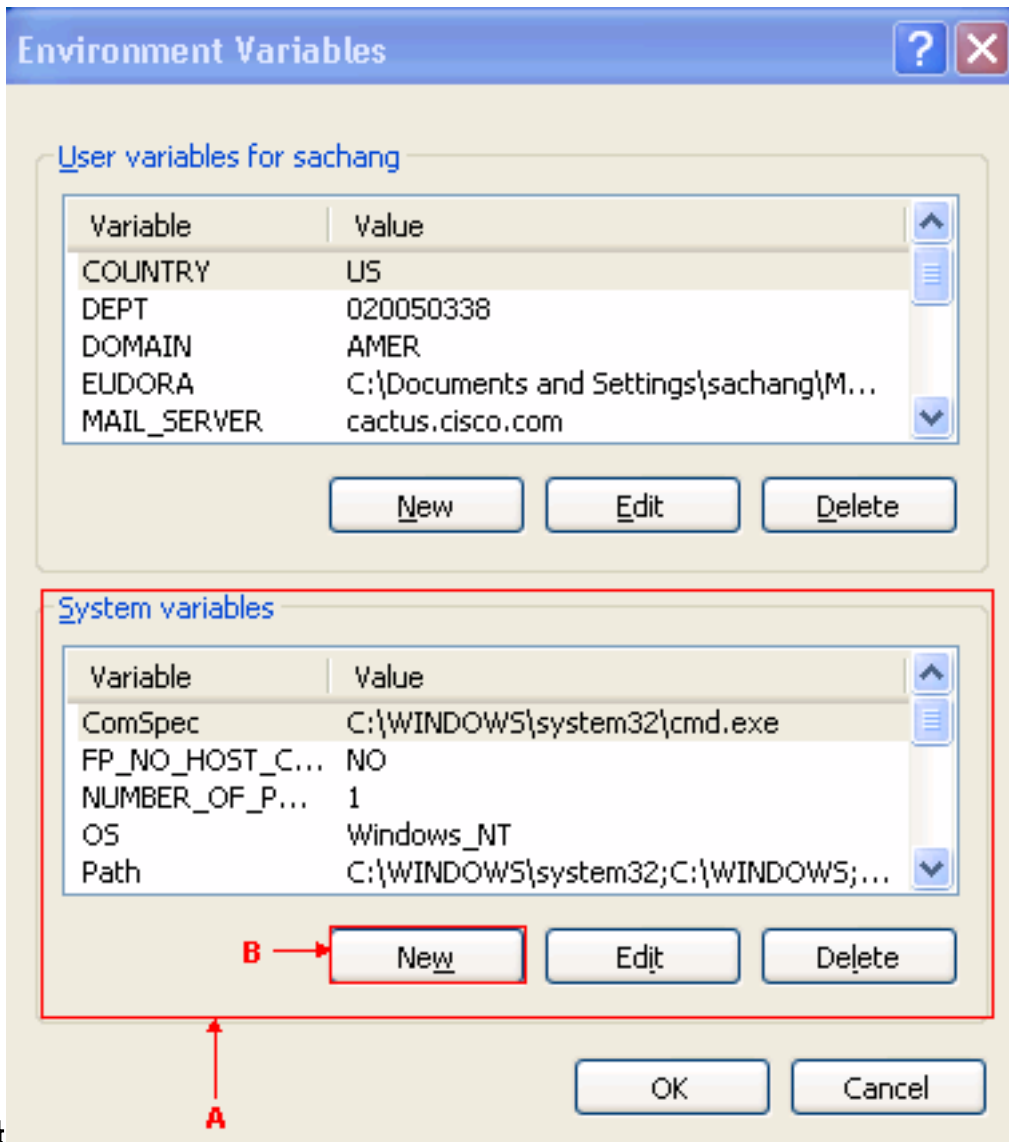 Environment Variables
User variables for sachang
Variable Value
COUNTRY US
DEPT 020050338
DOMAIN AMER
EUDORA C:\Documents and Settings\sachang\M...
MAIL_SERVER cactus.cisco.com
New Edit Delete
System variables
Variable Value
ComSpec C:\WINDOWS\system32\cmd.exe
FP_NO_HOST_C... NO
NUMBER_OF_P... 1
OS Windows_NT
Path C:\WINDOWS\system32;C:\WINDOWS;...
B New Edit Delete
A
OK Cancel